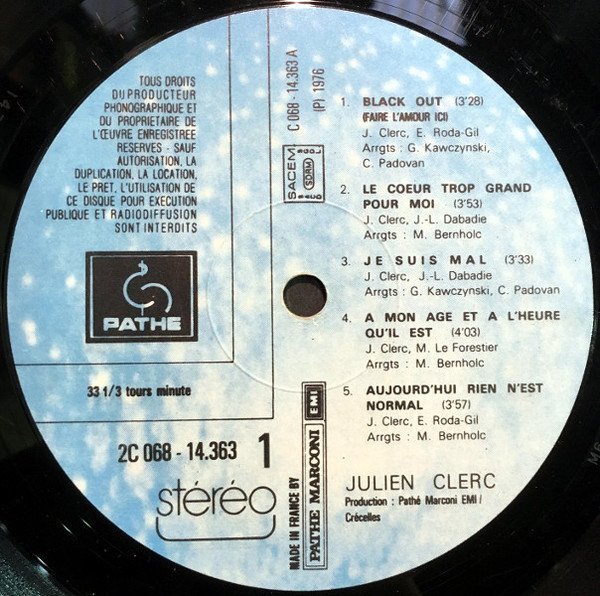 TOUS DROITS
DU PRODUCTEUR
PHONOGRAPHIQUE ET
DU PROPRIETAIRE DE
L'ŒUVRE ENREGISTREE
RESERVES - SAUF
AUTORISATION, LA
DUPLICATION, LA LOCATION,
LE PRET, L'UTILISATION DE
CE DISQUE POUR EXECUTION
PUBLIQUE ET RADIODIFFUSION
SONT INTERDITS
PATHE
33 1/3 tours minute
2C 068 - 14.363 1
stéréo
C 068 - 14.363 A
(P) 1976
SACEM
SDRM
MADE IN FRANCE BY
PATHE MARCONI EMI
1. BLACK OUT (3'28)
(FAIRE L'AMOUR ICI)
J. Clerc, E. Roda-Gil
Arrgts : G. Kawczynski,
C. Padovan
2. LE COEUR TROP GRAND
POUR MOI (3'53)
J. Clerc, J.-L. Dabadie
Arrgts : M. Bernholc
3. JE SUIS MAL (3'33)
J. Clerc, J.-L. Dabadie
Arrgts : G. Kawczynski, C. Padovan
4. A MON AGE ET A L'HEURE
QU'IL EST (4'03)
J. Clerc, M. Le Forestier
Arrgts : M. Bernholc
5. AUJOURD'HUI RIEN N'EST
NORMAL (3'57)
J. Clerc, E. Roda-Gil
Arrgts : M. Bernholc
JULIEN CLERC
Production : Pathé Marconi EMI /
Crécelles